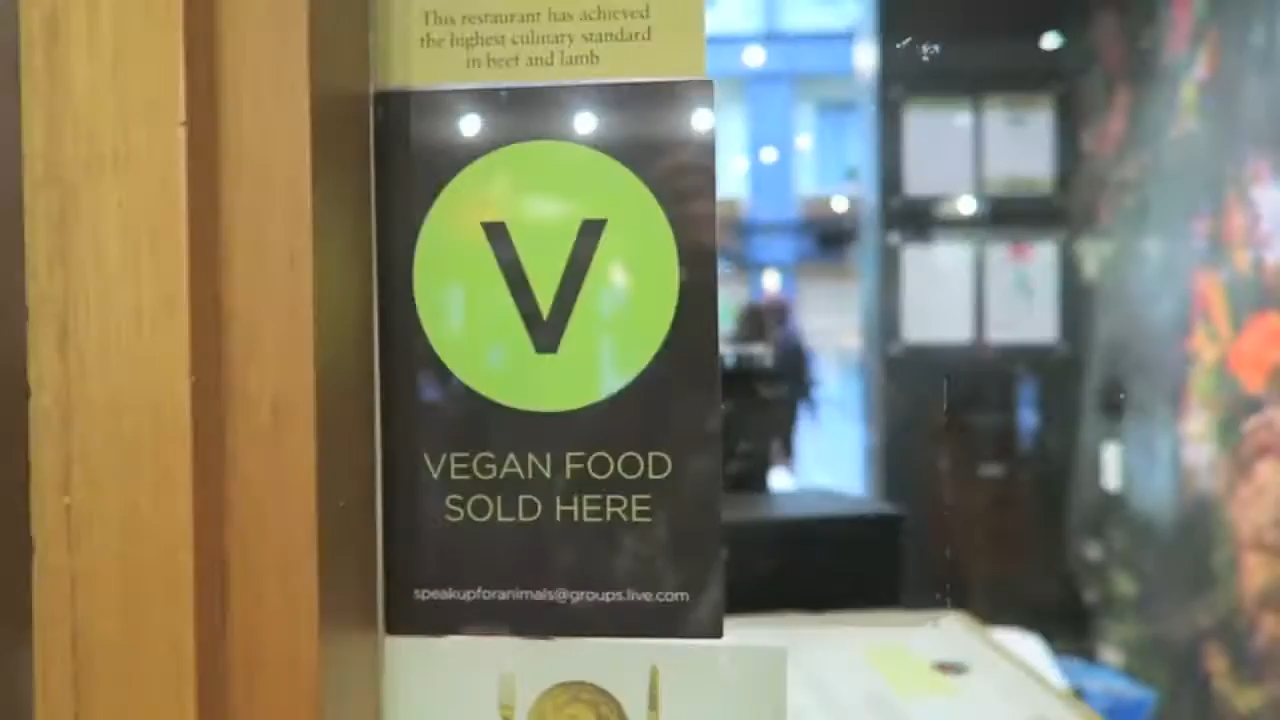 This restaurant has achieved
the highest culinary standard
in beef and lamb
V
VEGAN FOOD
SOLD HERE
speakupforanimals@groups.live.com